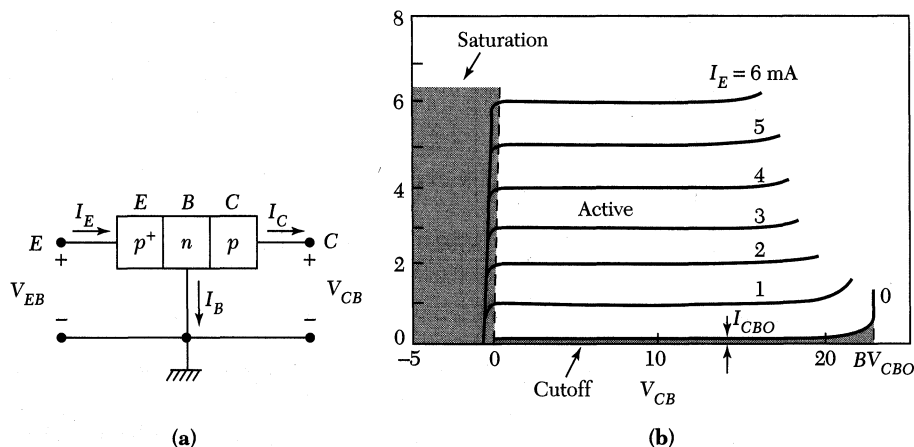 E B C
I_E
p⁺ n p
I_C
E
C
+
+
V_EB
I_B
V_CB
−
−
(a)
8
6
4
2
0
Saturation
I_E = 6 mA
5
4
Active
3
2
1
0
I_CBO
−5 0 10 20 BV_CBO
Cutoff
V_CB
(b)